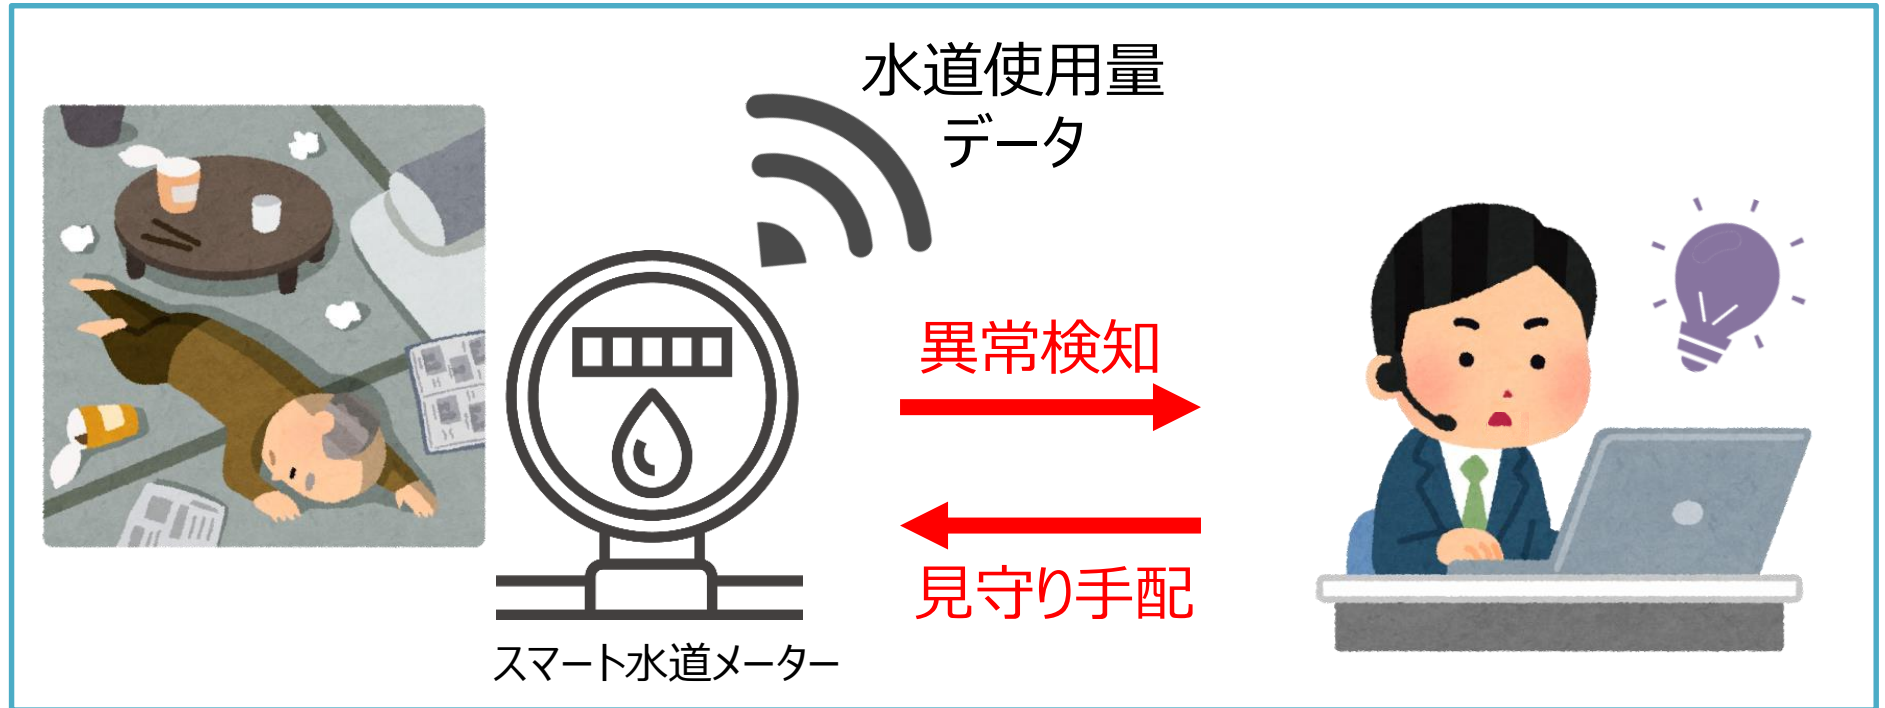 水道使用量
データ
異常検知
見守り手配
スマート水道メーター